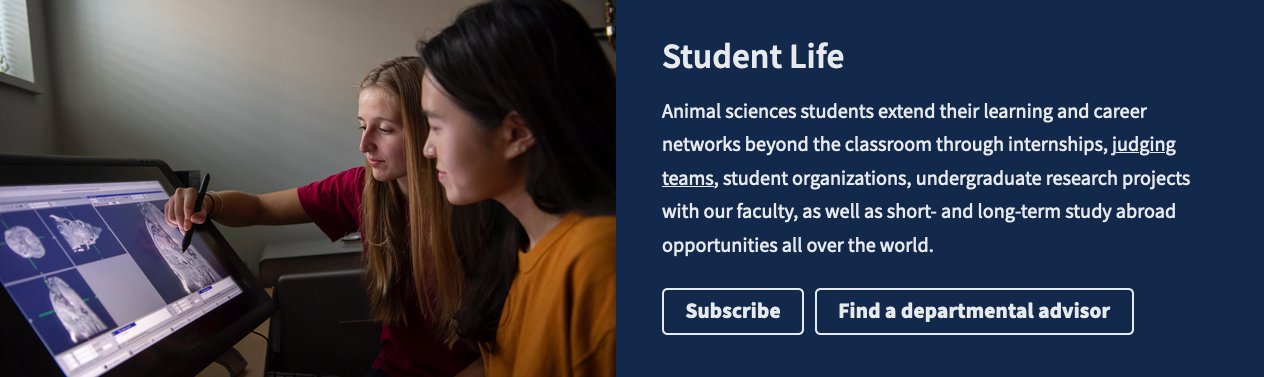 Student Life
Animal sciences students extend their learning and career
networks beyond the classroom through internships, judging
teams, student organizations, undergraduate research projects
with our faculty, as well as short- and long-term study abroad
opportunities all over the world.
Subscribe
Find a departmental advisor